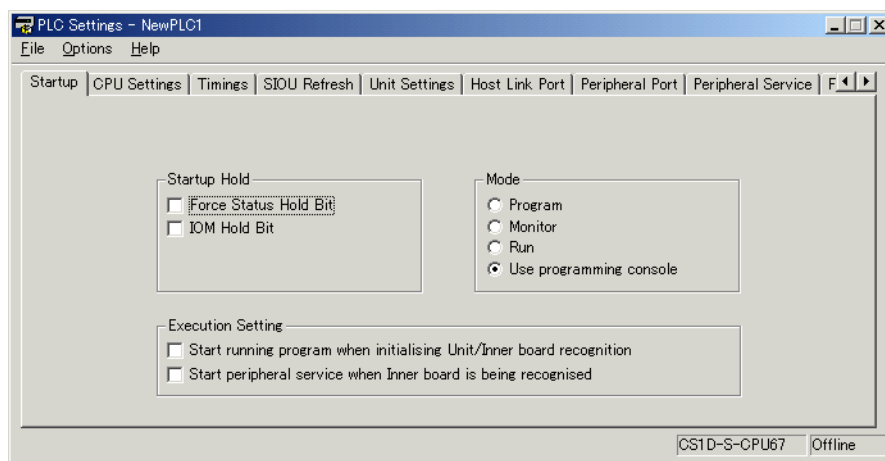 PLC Settings - NewPLC1
File Options Help
Startup CPU Settings Timings SIOU Refresh Unit Settings Host Link Port Peripheral Port Peripheral Service F
Startup Hold
Force Status Hold Bit
IOM Hold Bit
Mode
Program
Monitor
Run
Use programming console
Execution Setting
Start running program when initialising Unit/Inner board recognition
Start peripheral service when Inner board is being recognised
CS1D-S-CPU67 Offline